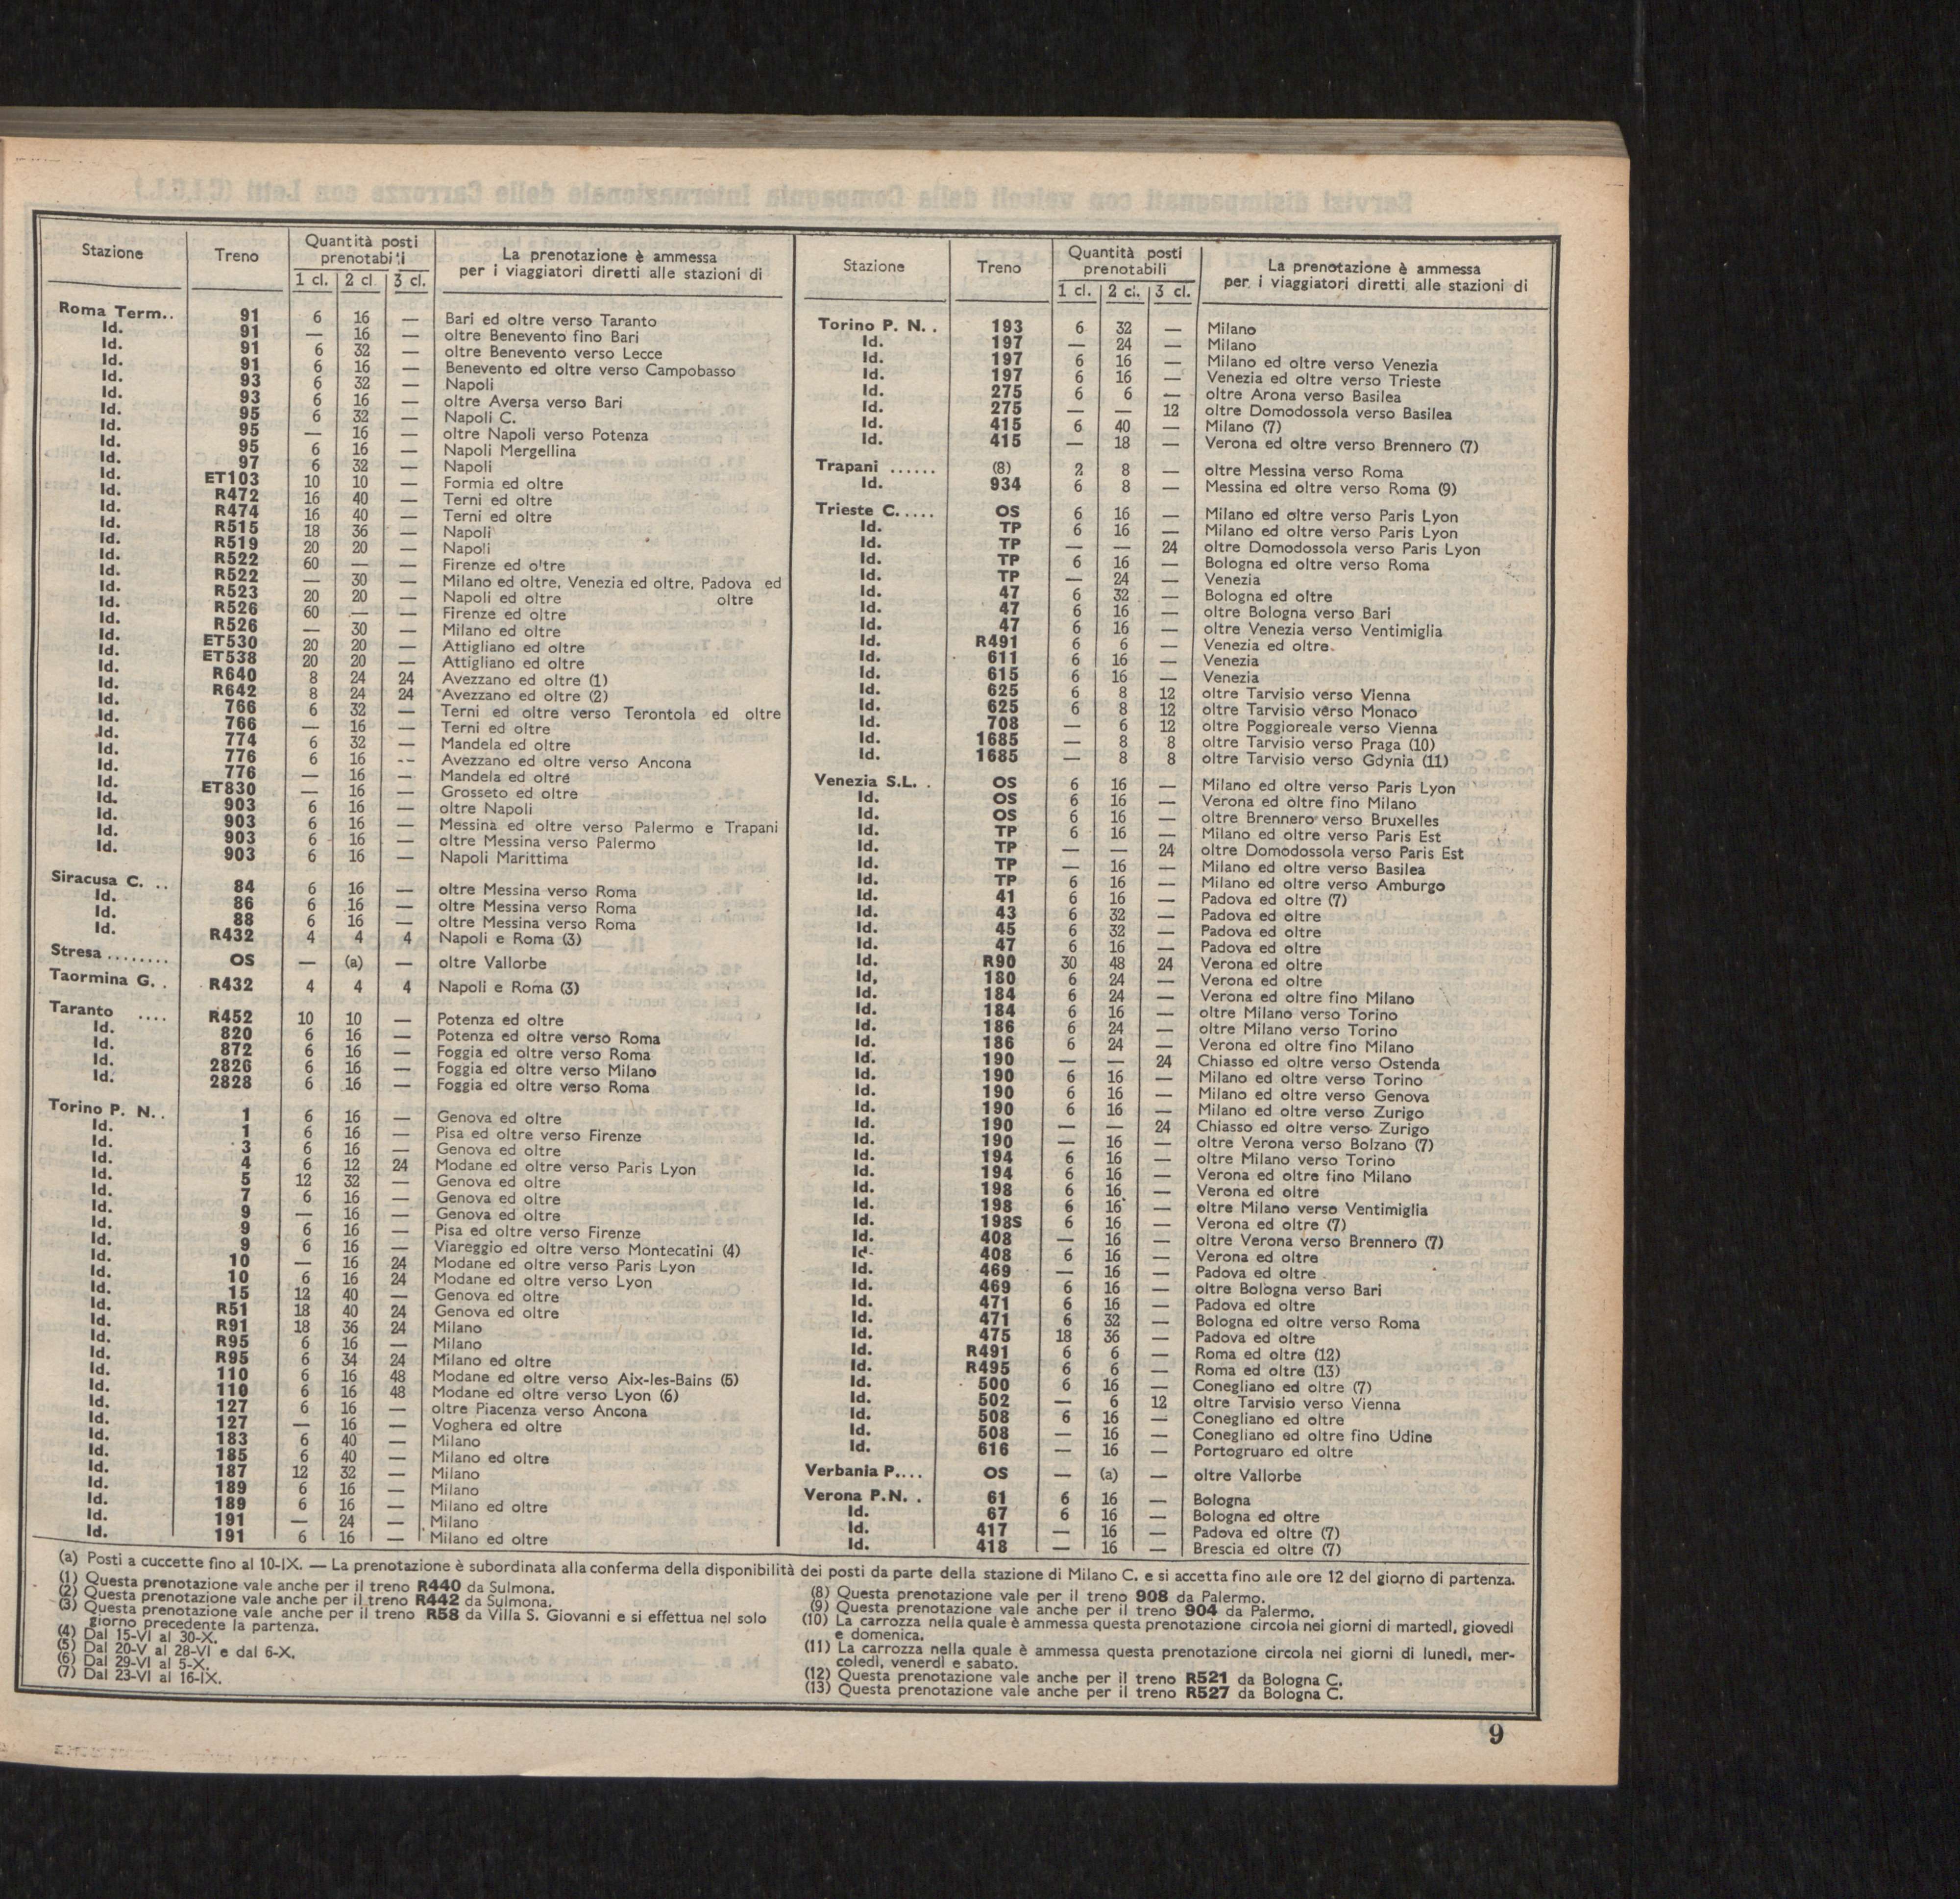 Stazione Treno Quantità posti prenotabili La prenotazione è ammessa per i viaggiatori diretti alle stazioni di
1 cl. 2 cl. 3 cl.
Roma Term.. 91 6 16 — Bari ed oltre verso Taranto
Id. 91 — 16 — oltre Benevento fino Bari
Id. 91 6 32 — oltre Benevento verso Lecce
Id. 91 6 16 — Benevento ed oltre verso Campobasso
Id. 93 6 32 — Napoli
Id. 93 6 16 — oltre Aversa verso Bari
Id. 95 6 32 — Napoli C.
Id. 95 — 16 — oltre Napoli verso Potenza
Id. 95 6 16 — Napoli Mergellina
Id. 97 6 32 — Napoli
Id. ET103 10 10 — Formia ed oltre
Id. R472 16 40 — Terni ed oltre
Id. R474 16 40 — Terni ed oltre
Id. R515 18 36 — Napoli
Id. R519 20 20 — Napoli
Id. R522 60 — — Firenze ed oltre
Id. R522 — 30 — Milano ed oltre, Venezia ed oltre, Padova ed oltre
Id. R523 20 20 — Napoli ed oltre
Id. R526 60 — — Firenze ed oltre
Id. R526 — 30 — Milano ed oltre
Id. ET530 20 20 — Attigliano ed oltre
Id. ET538 20 20 — Attigliano ed oltre
Id. R640 8 24 24 Avezzano ed oltre (1)
Id. R642 8 24 24 Avezzano ed oltre (2)
Id. 766 6 32 — Terni ed oltre verso Terontola ed oltre
Id. 766 — 16 — Terni ed oltre
Id. 774 6 32 — Mandela ed oltre
Id. 776 6 16 -- Avezzano ed oltre verso Ancona
Id. 776 — 16 — Mandela ed oltre
Id. ET830 — 16 — Grosseto ed oltre
Id. 903 6 16 — oltre Napoli
Id. 903 6 16 — Messina ed oltre verso Palermo e Trapani
Id. 903 6 16 — oltre Messina verso Palermo
Id. 903 6 16 — Napoli Marittima
Siracusa C. .. 84 6 16 — oltre Messina verso Roma
Id. 86 6 16 — oltre Messina verso Roma
Id. 88 6 16 — oltre Messina verso Roma
Id. R432 4 4 4 Napoli e Roma (3)
Stresa ........ OS — (a) — oltre Vallorbe
Taormina G. . R432 4 4 4 Napoli e Roma (3)
Taranto .... R452 10 10 — Potenza ed oltre
Id. 820 6 16 — Potenza ed oltre verso Roma
Id. 872 6 16 — Foggia ed oltre verso Roma
Id. 2826 6 16 — Foggia ed oltre verso Milano
Id. 2828 6 16 — Foggia ed oltre verso Roma
Torino P. N.. 1 6 16 — Genova ed oltre
Id. 1 6 16 — Pisa ed oltre verso Firenze
Id. 3 6 16 — Genova ed oltre
Id. 4 6 12 24 Modane ed oltre verso Paris Lyon
Id. 5 12 32 — Genova ed oltre
Id. 7 6 16 — Genova ed oltre
Id. 9 — 16 — Genova ed oltre
Id. 9 6 16 — Pisa ed oltre verso Firenze
Id. 9 6 16 — Viareggio ed oltre verso Montecatini (4)
Id. 10 — 16 24 Modane ed oltre verso Paris Lyon
Id. 10 6 16 24 Modane ed oltre verso Lyon
Id. 15 12 40 — Genova ed oltre
Id. R51 18 40 24 Genova ed oltre
Id. R91 18 36 24 Milano
Id. R95 6 16 — Milano
Id. R95 6 34 24 Milano ed oltre
Id. 110 6 16 48 Modane ed oltre verso Aix-les-Bains (5)
Id. 110 6 16 48 Modane ed oltre verso Lyon (6)
Id. 127 6 16 — oltre Piacenza verso Ancona
Id. 127 — 16 — Voghera ed oltre
Id. 183 6 40 — Milano
Id. 185 6 40 — Milano ed oltre
Id. 187 12 32 — Milano
Id. 189 6 16 — Milano
Id. 189 6 16 — Milano ed oltre
Id. 191 — 24 — Milano
Id. 191 6 16 — Milano ed oltre
Stazione Treno Quantità posti prenotabili La prenotazione è ammessa per i viaggiatori diretti alle stazioni di
1 cl. 2 cl. 3 cl.
Torino P. N. . 193 6 32 — Milano
Id. 197 — 24 — Milano
Id. 197 6 16 — Milano ed oltre verso Venezia
Id. 197 6 16 — Venezia ed oltre verso Trieste
Id. 275 6 6 — oltre Arona verso Basilea
Id. 275 — — 12 oltre Domodossola verso Basilea
Id. 415 6 40 — Milano (7)
Id. 415 — 18 — Verona ed oltre verso Brennero (7)
Trapani ...... (8) 2 8 — oltre Messina verso Roma
Id. 934 6 8 — Messina ed oltre verso Roma (9)
Trieste C..... OS 6 16 — Milano ed oltre verso Paris Lyon
Id. TP 6 16 — Milano ed oltre verso Paris Lyon
Id. TP — — 24 oltre Domodossola verso Paris Lyon
Id. TP 6 16 — Bologna ed oltre verso Roma
Id. TP — 24 — Venezia
Id. 47 6 32 — Bologna ed oltre
Id. 47 6 16 — oltre Bologna verso Bari
Id. 47 6 16 — oltre Venezia verso Ventimiglia
Id. R491 6 6 — Venezia ed oltre
Id. 611 6 16 — Venezia
Id. 615 6 16 — Venezia
Id. 625 6 8 12 oltre Tarvisio verso Vienna
Id. 625 6 8 12 oltre Tarvisio verso Monaco
Id. 708 — 6 12 oltre Poggioreale verso Vienna
Id. 1685 — 8 8 oltre Tarvisio verso Praga (10)
Id. 1685 — 8 8 oltre Tarvisio verso Gdynia (11)
Venezia S.L. . OS 6 16 — Milano ed oltre verso Paris Lyon
Id. OS 6 16 — Verona ed oltre fino Milano
Id. OS 6 16 — oltre Brennero verso Bruxelles
Id. TP 6 16 — Milano ed oltre verso Paris Est
Id. TP — — 24 oltre Domodossola verso Paris Est
Id. TP — 16 — Milano ed oltre verso Basilea
Id. TP 6 16 — Milano ed oltre verso Amburgo
Id. 41 6 16 — Padova ed oltre (7)
Id. 43 6 32 — Padova ed oltre
Id. 45 6 32 — Padova ed oltre
Id. 47 6 16 — Padova ed oltre
Id. R90 30 48 24 Verona ed oltre
Id, 180 6 24 — Verona ed oltre
Id. 184 6 24 — Verona ed oltre fino Milano
Id. 184 6 16 — oltre Milano verso Torino
Id. 186 6 24 — oltre Milano verso Torino
Id. 186 6 24 — Verona ed oltre fino Milano
Id. 190 — — 24 Chiasso ed oltre verso Ostenda
Id. 190 6 16 — Milano ed oltre verso Torino
Id. 190 6 16 — Milano ed oltre verso Genova
Id. 190 6 16 — Milano ed oltre verso Zurigo
Id. 190 — — 24 Chiasso ed oltre verso Zurigo
Id. 190 — 16 — oltre Verona verso Bolzano (7)
Id. 194 6 16 — oltre Milano verso Torino
Id. 194 6 16 — Verona ed oltre fino Milano
Id. 198 6 16 — Verona ed oltre
Id. 198 6 16 — oltre Milano verso Ventimiglia
Id. 198S 6 16 — Verona ed oltre (7)
Id. 408 — 16 — oltre Verona verso Brennero (7)
Id. 408 6 16 — Verona ed oltre
Id. 469 — 16 — Padova ed oltre
Id. 469 6 16 — oltre Bologna verso Bari
Id. 471 6 16 — Padova ed oltre
Id. 471 6 32 — Bologna ed oltre verso Roma
Id. 475 18 36 — Padova ed oltre
Id. R491 6 6 — Roma ed oltre (12)
Id. R495 6 6 — Roma ed oltre (13)
Id. 500 6 16 — Conegliano ed oltre (7)
Id. 502 — 6 12 oltre Tarvisio verso Vienna
Id. 508 6 16 — Conegliano ed oltre
Id. 508 — 16 — Conegliano ed oltre fino Udine
Id. 616 — 16 — Portogruaro ed oltre
Verbania P.... OS — (a) — oltre Vallorbe
Verona P.N. . 61 6 16 — Bologna
Id. 67 6 16 — Bologna ed oltre
Id. 417 — 16 — Padova ed oltre (7)
Id. 418 — 16 — Brescia ed oltre (7)
(a) Posti a cuccette fino al 10-IX. — La prenotazione è subordinata alla conferma della disponibilità dei posti da parte della stazione di Milano C. e si accetta fino alle ore 12 del giorno di partenza.
(1) Questa prenotazione vale anche per il treno R440 da Sulmona.
(2) Questa prenotazione vale anche per il treno R442 da Sulmona.
(3) Questa prenotazione vale anche per il treno R58 da Villa S. Giovanni e si effettua nel solo
giorno precedente la partenza.
(4) Dal 15-VI al 30-X.
(5) Dal 20-V al 28-VI e dal 6-X.
(6) Dal 29-VI al 5-X.
(7) Dal 23-VI al 16-IX.
(8) Questa prenotazione vale per il treno 908 da Palermo.
(9) Questa prenotazione vale anche per il treno 904 da Palermo.
(10) La carrozza nella quale è ammessa questa prenotazione circola nei giorni di martedì, giovedì
e domenica.
(11) La carrozza nella quale è ammessa questa prenotazione circola nei giorni di lunedì, mer-
coledì, venerdì e sabato.
(12) Questa prenotazione vale anche per il treno R521 da Bologna C.
(13) Questa prenotazione vale anche per il treno R527 da Bologna C.
9